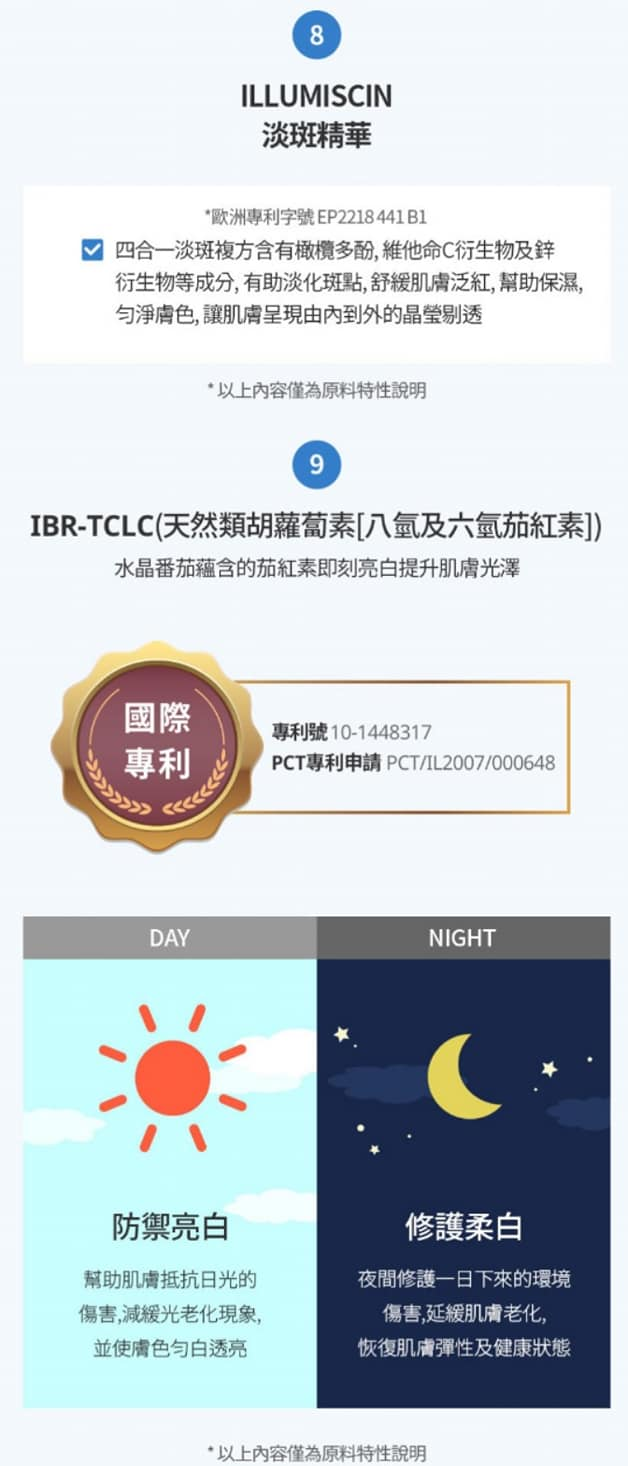 8
ILLUMISCIN
淡斑精華
*歐洲專利字號 EP2218 441 B1
四合一淡斑複方含有橄欖多酚, 維他命C衍生物及鋅
衍生物等成分, 有助淡化斑點, 舒緩肌膚泛紅, 幫助保濕,
勻淨膚色, 讓肌膚呈現由內到外的晶瑩剔透
* 以上內容僅為原料特性說明
9
IBR-TCLC(天然類胡蘿蔔素[八氫及六氫茄紅素])
水晶番茄蘊含的茄紅素即刻亮白提升肌膚光澤
國際
專利
專利號 10-1448317
PCT專利申請 PCT/IL2007/000648
DAY
NIGHT
防禦亮白
幫助肌膚抵抗日光的
傷害,減緩光老化現象,
並使膚色勻白透亮
修護柔白
夜間修護一日下來的環境
傷害,延緩肌膚老化,
恢復肌膚彈性及健康狀態
* 以上內容僅為原料特性說明